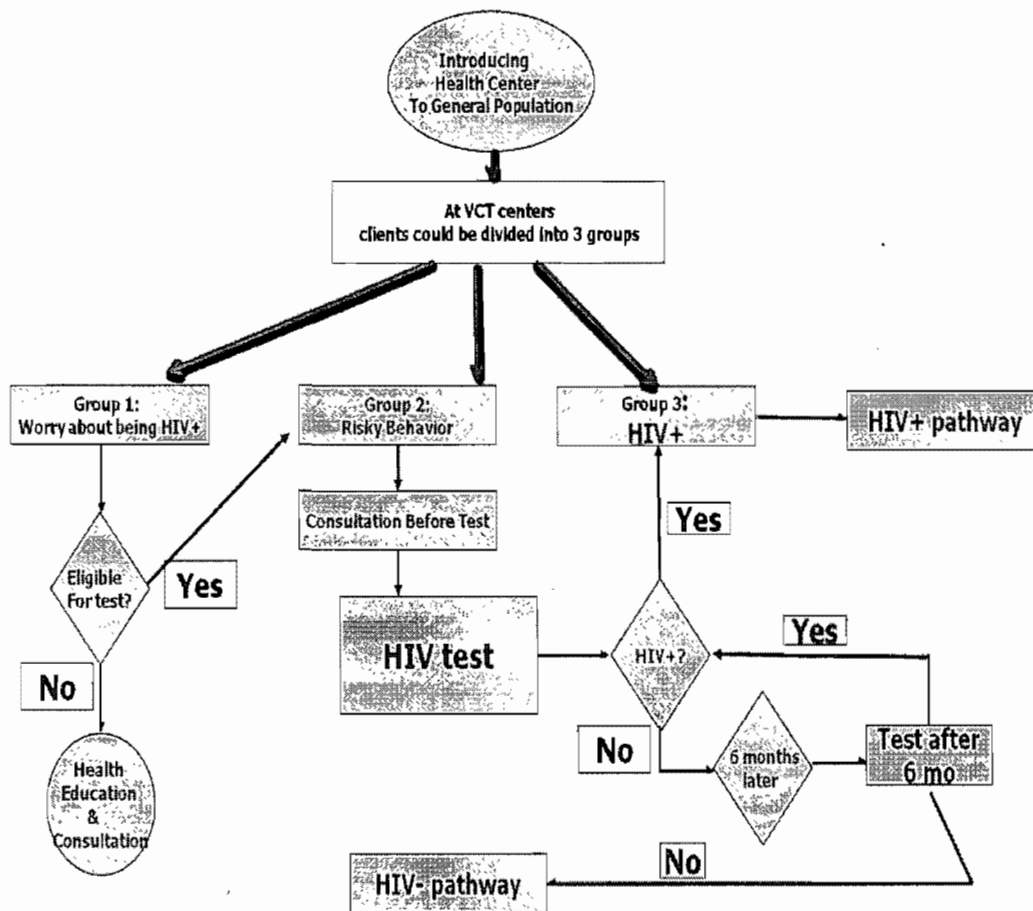 Introducing
Health Center
To General Population
At VCT centers
clients could be divided into 3 groups
Group 1:
Worry about being HIV+
Group 2:
Risky Behavior
Group 3:
HIV+
HIV+ pathway
Consultation Before Test
Yes
Eligible
For test?
Yes
HIV test
HIV+?
Yes
No
No
6 months
later
Test after
6 mo
Health
Education
&
Consultation
No
HIV- pathway